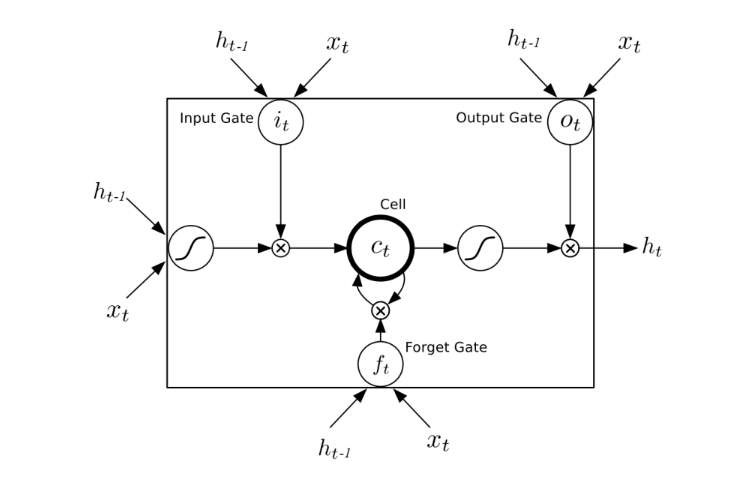 h_{t-1} x_t h_{t-1} x_t
Input Gate i_t Output Gate o_t
h_{t-1}
Cell
c_t h_t
x_t
Forget Gate
f_t
h_{t-1} x_t